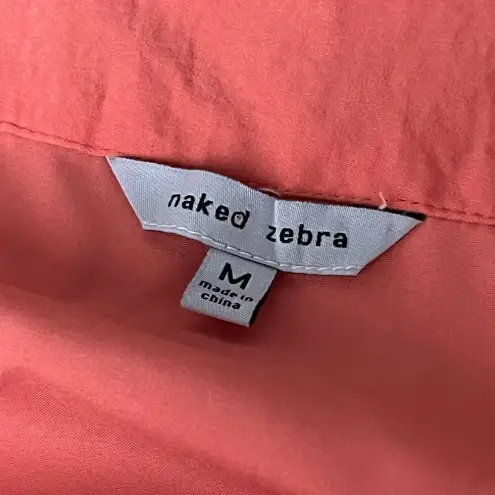 naked zebra
M
made in
china